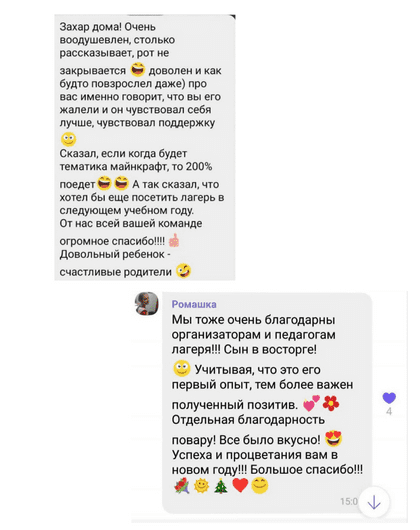 Захар дома! Очень
воодушевлен, столько
рассказывает, рот не
закрывается 😅 доволен и как
будто повзрослел даже) про
вас именно говорит, что вы его
жалели и он чувствовал себя
лучше, чувствовал поддержку
🙂
Сказал, если когда будет
тематика майнкрафт, то 200%
поедет😅😅 А так сказал, что
хотел бы еще посетить лагерь в
следующем учебном году.
От нас всей вашей команде
огромное спасибо!!!! 👍
Довольный ребенок -
счастливые родители 🤣
Ромашка
Мы тоже очень благодарны
организаторам и педагогам
лагеря!!! Сын в восторге!
🙂 Учитывая, что это его
первый опыт, тем более важен
полученный позитив. 💕🌺
Отдельная благодарность
повару! Все было вкусно! 😍
Успеха и процветания вам в
новом году!!! Большое спасибо!!!
💐🌞🎄❤️😊
4
15:0